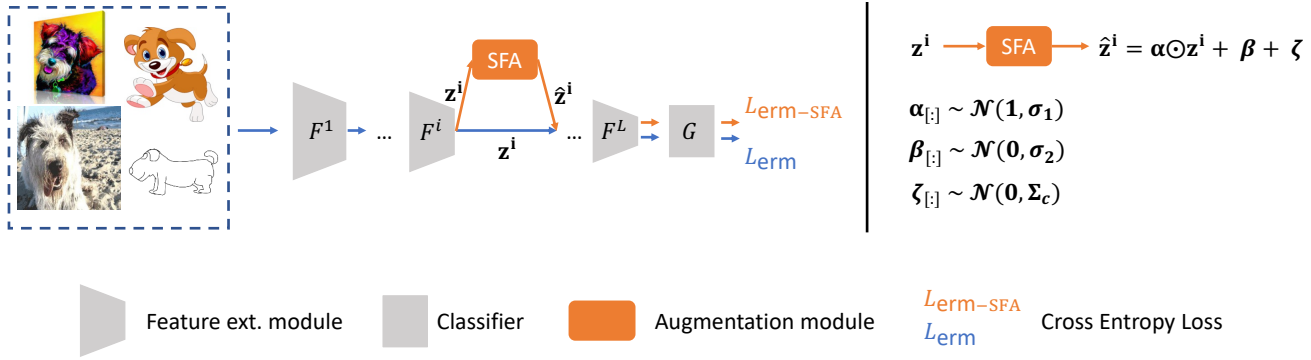 SFA
𝐳^𝐢 ẑ^𝐢
F^1 ... F^i ... F^L G
𝐳^𝐢
L_erm−SFA
L_erm
𝐳^𝐢 SFA ẑ^𝐢 = α⊙𝐳^𝐢 + β + ζ
α_[:] ~ 𝒩(1, σ_1)
β_[:] ~ 𝒩(0, σ_2)
ζ_[:] ~ 𝒩(0, Σ_c)
Feature ext. module
Classifier
Augmentation module
L_erm−SFA
L_erm
Cross Entropy Loss